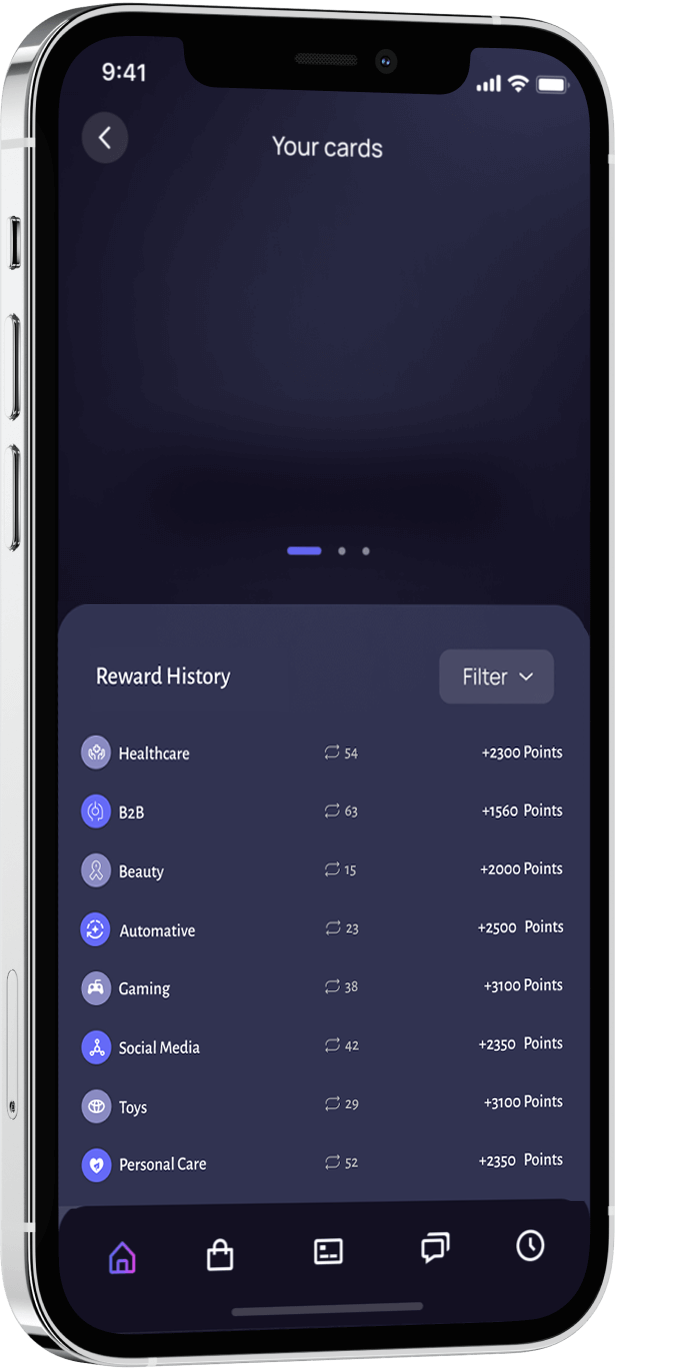 9:41
Your cards
Reward History
Filter
Healthcare 54 +2300 Points
B2B 63 +1560 Points
Beauty 15 +2000 Points
Automative 23 +2500 Points
Gaming 38 +3100 Points
Social Media 42 +2350 Points
Toys 29 +3100 Points
Personal Care 52 +2350 Points